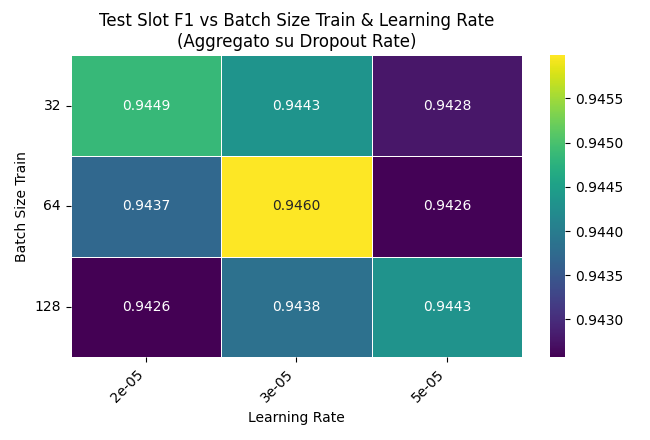 Test Slot F1 vs Batch Size Train & Learning Rate
(Aggregato su Dropout Rate)
32
0.9449
0.9443
0.9428
64
0.9437
0.9460
0.9426
128
0.9426
0.9438
0.9443
Batch Size Train
2e-05
3e-05
5e-05
Learning Rate
0.9455
0.9450
0.9445
0.9440
0.9435
0.9430